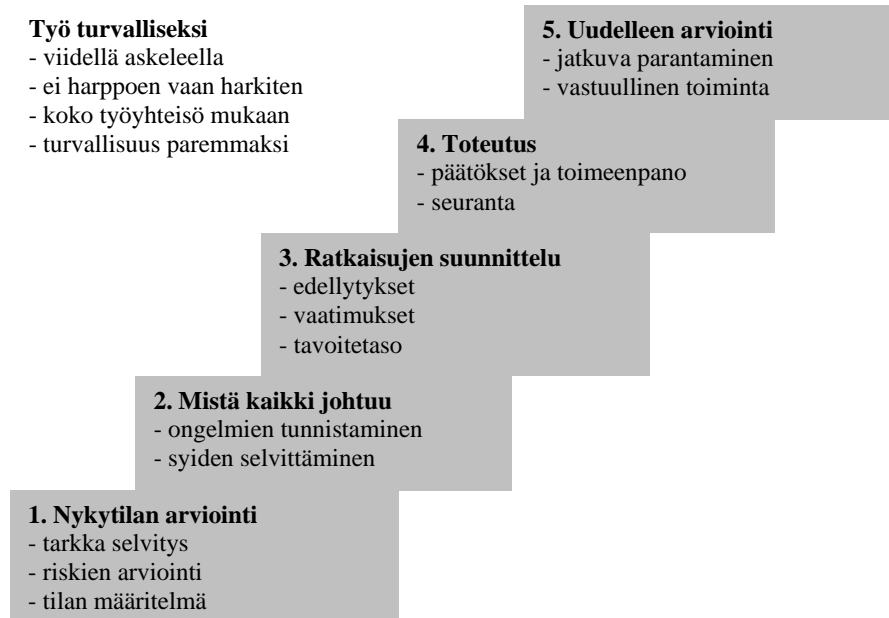 Työ turvalliseksi
- viidellä askeleella
- ei harppoen vaan harkiten
- koko työyhteisö mukaan
- turvallisuus paremmaksi
5. Uudelleen arviointi
- jatkuva parantaminen
- vastuullinen toiminta
4. Toteutus
- päätökset ja toimeenpano
- seuranta
3. Ratkaisujen suunnittelu
- edellytykset
- vaatimukset
- tavoitetaso
2. Mistä kaikki johtuu
- ongelmien tunnistaminen
- syiden selvittäminen
1. Nykytilan arviointi
- tarkka selvitys
- riskien arviointi
- tilan määritelmä